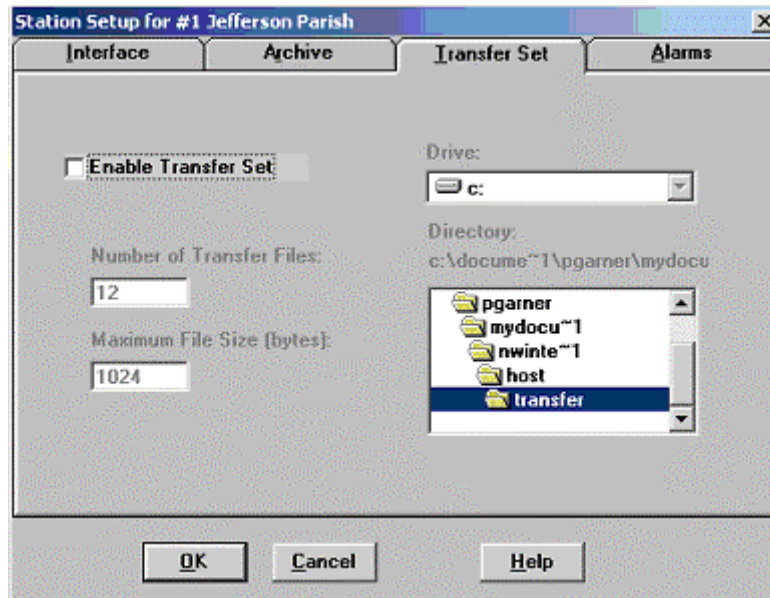 Station Setup for #1 Jefferson Parish
Interface
Archive
Transfer Set
Alarms
Enable Transfer Set
Number of Transfer Files:
12
Maximum File Size (bytes):
1024
Drive:
c:
Directory:
c:\docume~1\pgarner\mydocu
pgarner
mydocu~1
nwinte~1
host
transfer
OK
Cancel
Help